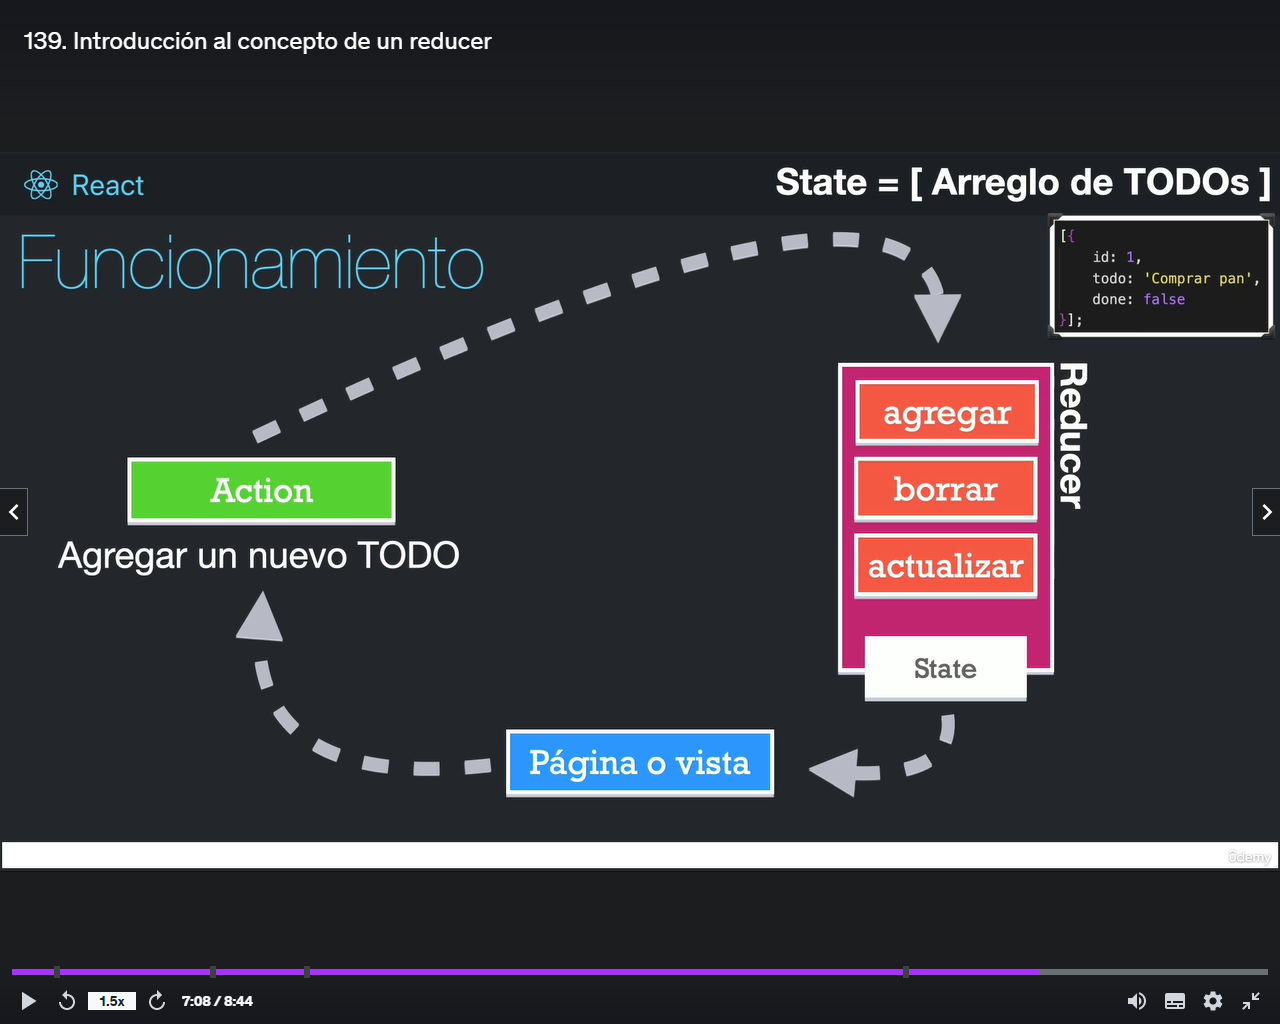 139. Introducción al concepto de un reducer
React
State = [ Arreglo de TODOs ]
Funcionamiento
[{
id: 1,
todo: 'Comprar pan',
done: false
}];
Reducer
agregar
borrar
actualizar
State
Action
Agregar un nuevo TODO
Página o vista
ûdemy
1.5x
7:08 / 8:44